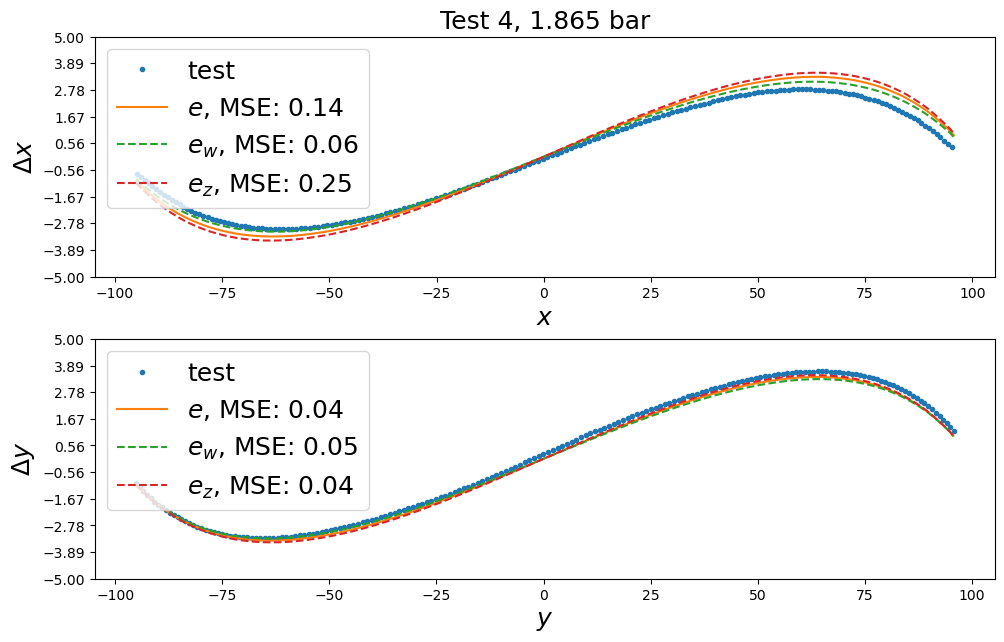 Test 4, 1.865 bar
5.00
3.89
2.78
1.67
0.56
−0.56
−1.67
−2.78
−3.89
−5.00
Δx
test
e, MSE: 0.14
e_w, MSE: 0.06
e_z, MSE: 0.25
−100 −75 −50 −25 0 25 50 75 100
x
5.00
3.89
2.78
1.67
0.56
−0.56
−1.67
−2.78
−3.89
−5.00
Δy
test
e, MSE: 0.04
e_w, MSE: 0.05
e_z, MSE: 0.04
−100 −75 −50 −25 0 25 50 75 100
y